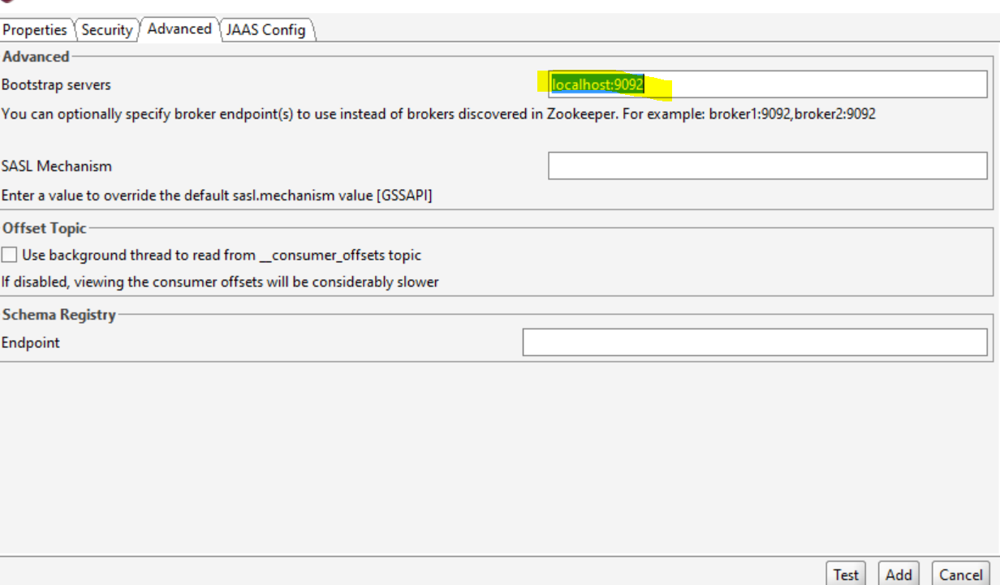 Properties Security Advanced JAAS Config
Advanced
Bootstrap servers localhost:9092
You can optionally specify broker endpoint(s) to use instead of brokers discovered in Zookeeper. For example: broker1:9092,broker2:9092
SASL Mechanism
Enter a value to override the default sasl.mechanism value [GSSAPI]
Offset Topic
Use background thread to read from __consumer_offsets topic
If disabled, viewing the consumer offsets will be considerably slower
Schema Registry
Endpoint
Test Add Cancel